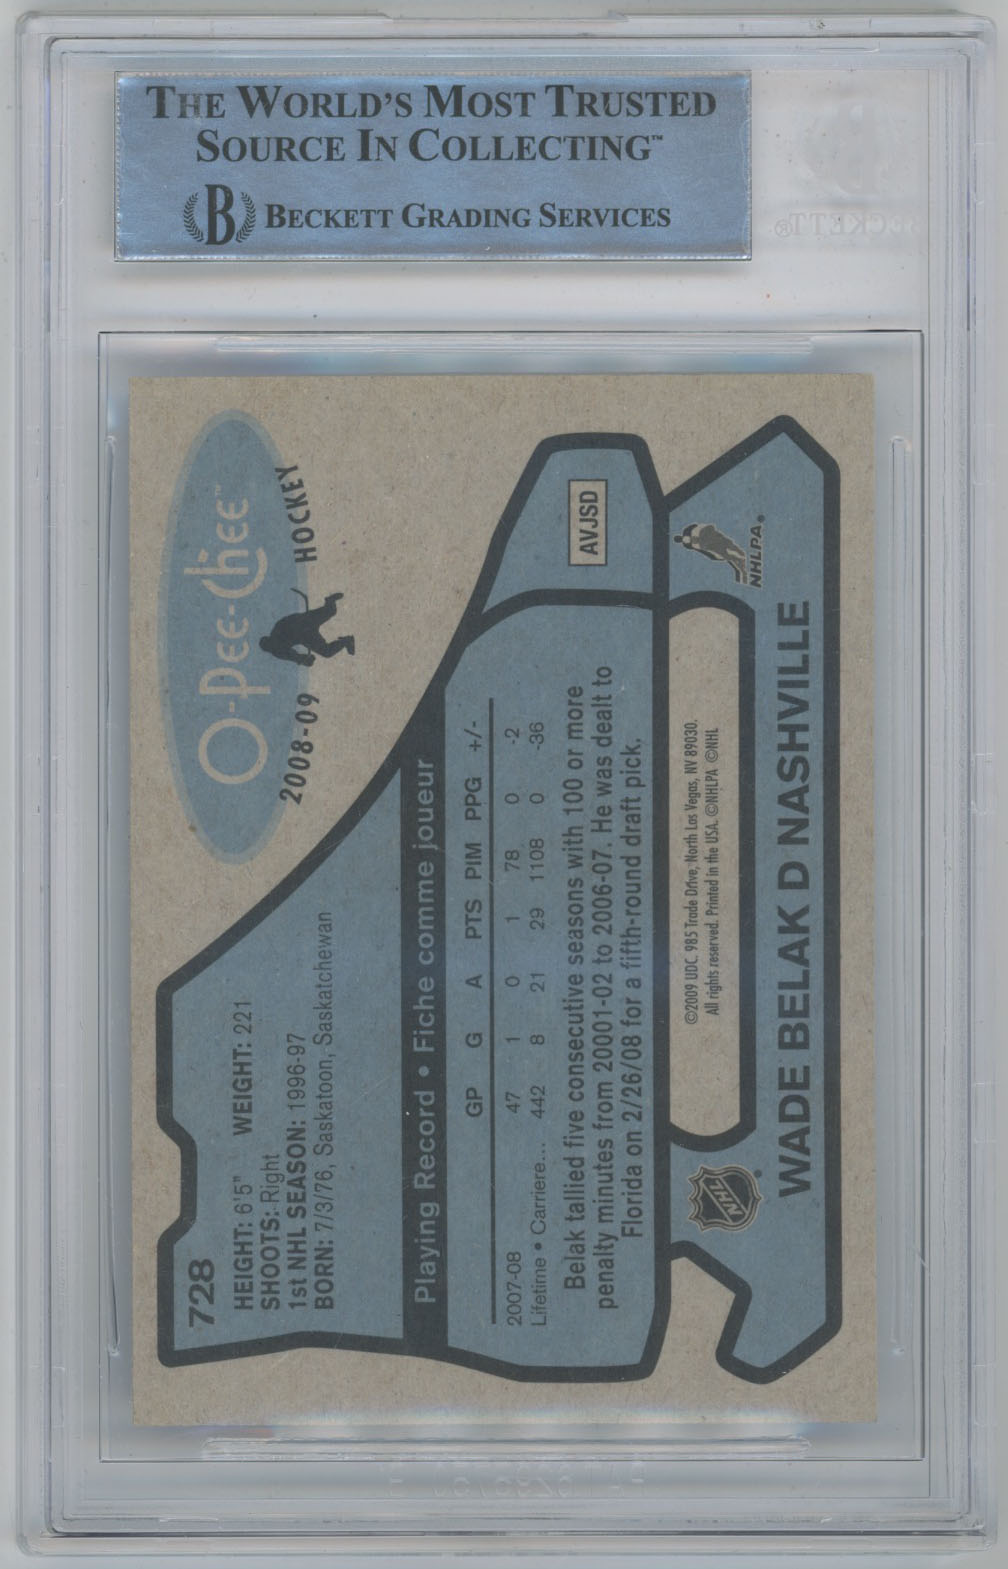 THE WORLD'S MOST TRUSTED
SOURCE IN COLLECTING™
B BECKETT GRADING SERVICES
BECKETT®
O-Pee-Chee™
2008-09 HOCKEY
728
HEIGHT: 6'5" WEIGHT: 221
SHOOTS: Right
1st NHL SEASON: 1996-97
BORN: 7/3/76, Saskatoon, Saskatchewan
Playing Record • Fiche comme joueur
GP G A PTS PIM PPG +/-
2007-08 47 1 0 1 78 0 -2
Lifetime • Carriere... 442 8 21 29 1108 0 -36
Belak tallied five consecutive seasons with 100 or more
penalty minutes from 20001-02 to 2006-07. He was dealt to
Florida on 2/26/08 for a fifth-round draft pick.
AVJSD
©2009 UDC. 985 Trade Drive, North Las Vegas, NV 89030.
All rights reserved. Printed in the USA. ©NHLPA ©NHL
NHL ®
NHLPA®
WADE BELAK D NASHVILLE